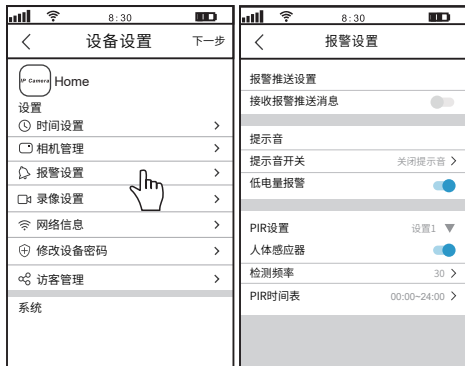 8:30
设备设置
下一步
IP Camera
Home
设置
时间设置
相机管理
报警设置
录像设置
网络信息
修改设备密码
访客管理
系统
8:30
报警设置
报警推送设置
接收报警推送消息
提示音
提示音开关 关闭提示音
低电量报警
PIR设置 设置1
人体感应器
检测频率 30
PIR时间表 00:00~24:00